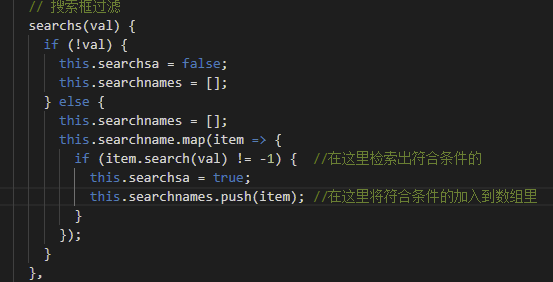 // 搜索框过滤
searchs(val) {
if (!val) {
this.searchsa = false;
this.searchnames = [];
} else {
this.searchnames = [];
this.searchname.map(item => {
if (item.search(val) != -1) { //在这里检索出符合条件的
this.searchsa = true;
this.searchnames.push(item); //在这里将符合条件的加入到数组里
}
});
}
},